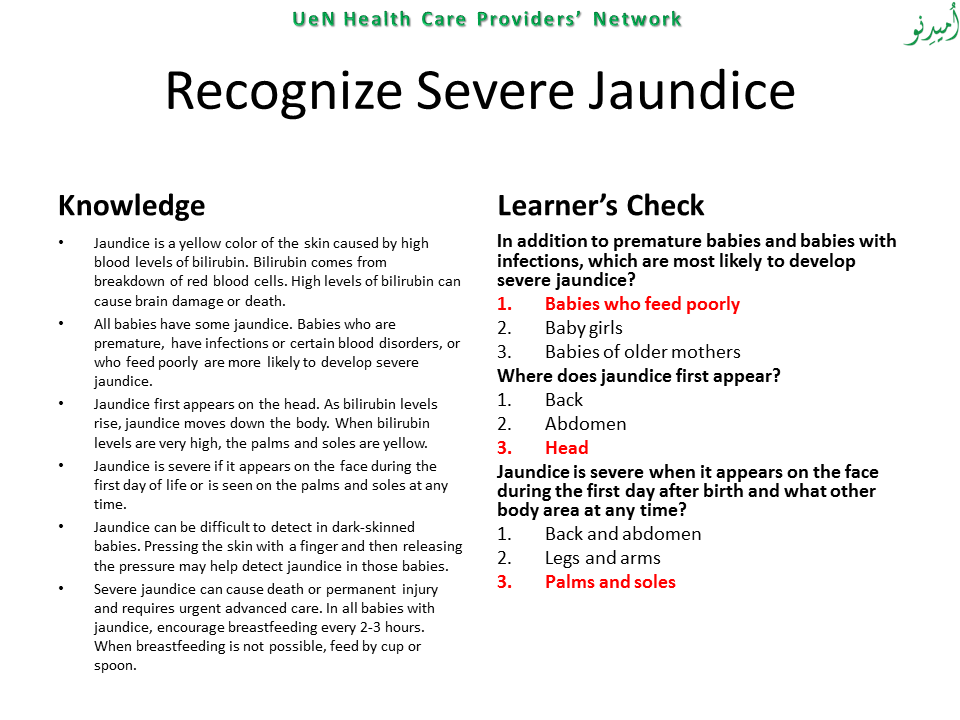 UeN Health Care Providers’ Network
اُمیدِنو
Recognize Severe Jaundice
Knowledge
• Jaundice is a yellow color of the skin caused by high
blood levels of bilirubin. Bilirubin comes from
breakdown of red blood cells. High levels of bilirubin can
cause brain damage or death.
• All babies have some jaundice. Babies who are
premature, have infections or certain blood disorders, or
who feed poorly are more likely to develop severe
jaundice.
• Jaundice first appears on the head. As bilirubin levels
rise, jaundice moves down the body. When bilirubin
levels are very high, the palms and soles are yellow.
• Jaundice is severe if it appears on the face during the
first day of life or is seen on the palms and soles at any
time.
• Jaundice can be difficult to detect in dark-skinned
babies. Pressing the skin with a finger and then releasing
the pressure may help detect jaundice in those babies.
• Severe jaundice can cause death or permanent injury
and requires urgent advanced care. In all babies with
jaundice, encourage breastfeeding every 2-3 hours.
When breastfeeding is not possible, feed by cup or
spoon.
Learner’s Check
In addition to premature babies and babies with
infections, which are most likely to develop
severe jaundice?
1. Babies who feed poorly
2. Baby girls
3. Babies of older mothers
Where does jaundice first appear?
1. Back
2. Abdomen
3. Head
Jaundice is severe when it appears on the face
during the first day after birth and what other
body area at any time?
1. Back and abdomen
2. Legs and arms
3. Palms and soles